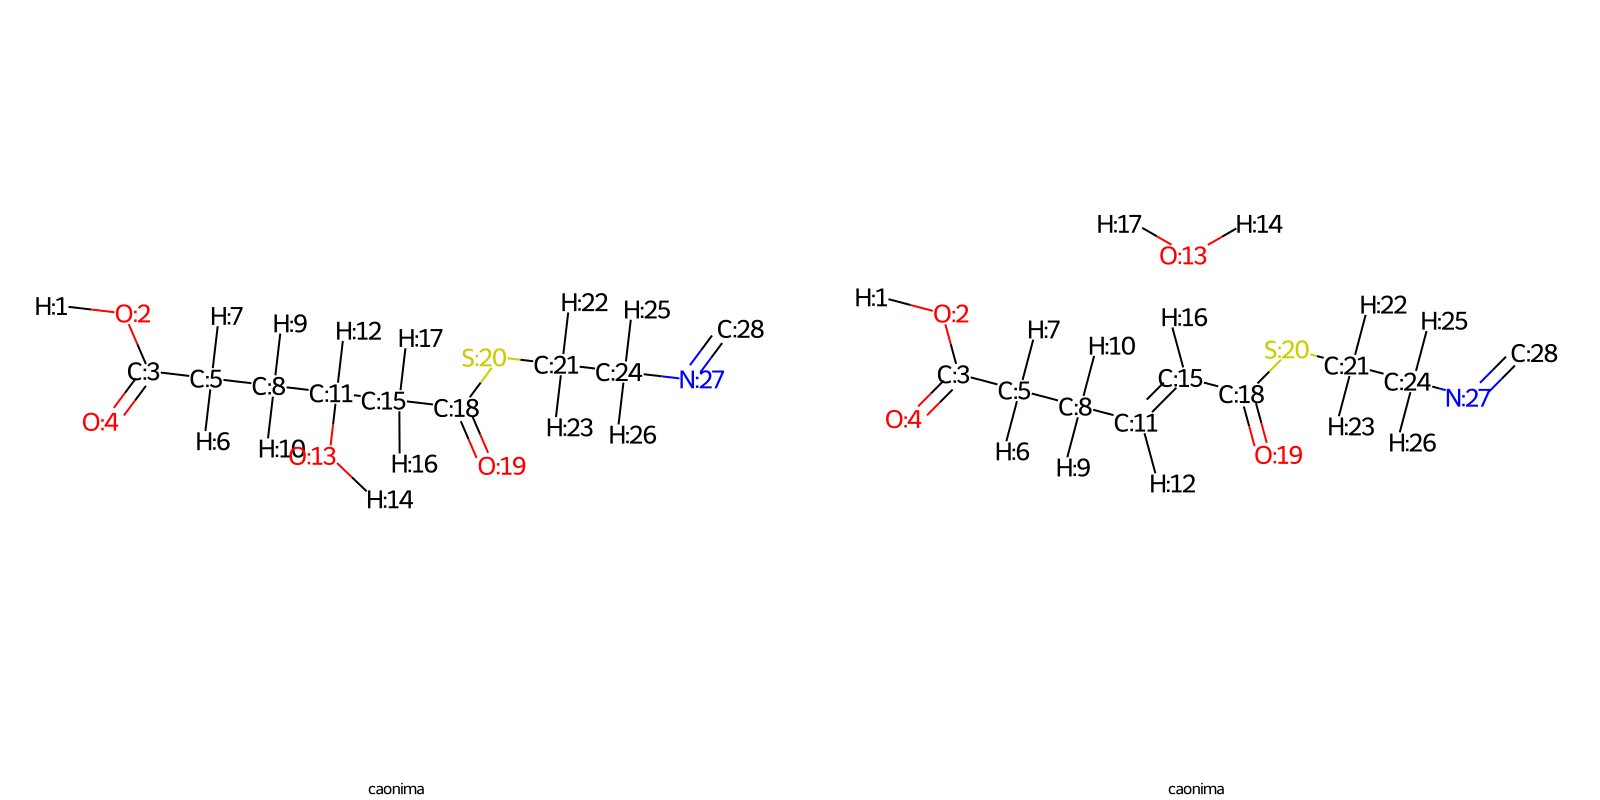 H:17 H:14
O:13
H:1 O:2 H:7 H:9 H:12 H:17 H:22 H:25 C:28
H:1 O:2 H:7 H:10 H:16 H:22 H:25
C:3 C:5 C:8 C:11 C:15 C:18 S:20 C:21 C:24 N:27
C:3 C:5 C:8 C:11 C:15 C:18 S:20 C:21 C:24 N:27 C:28
O:4 H:6 H:10 O:13 H:14 H:16 O:19 H:23 H:26
O:4 H:6 H:9 H:12 O:19 H:23 H:26
caonima caonima